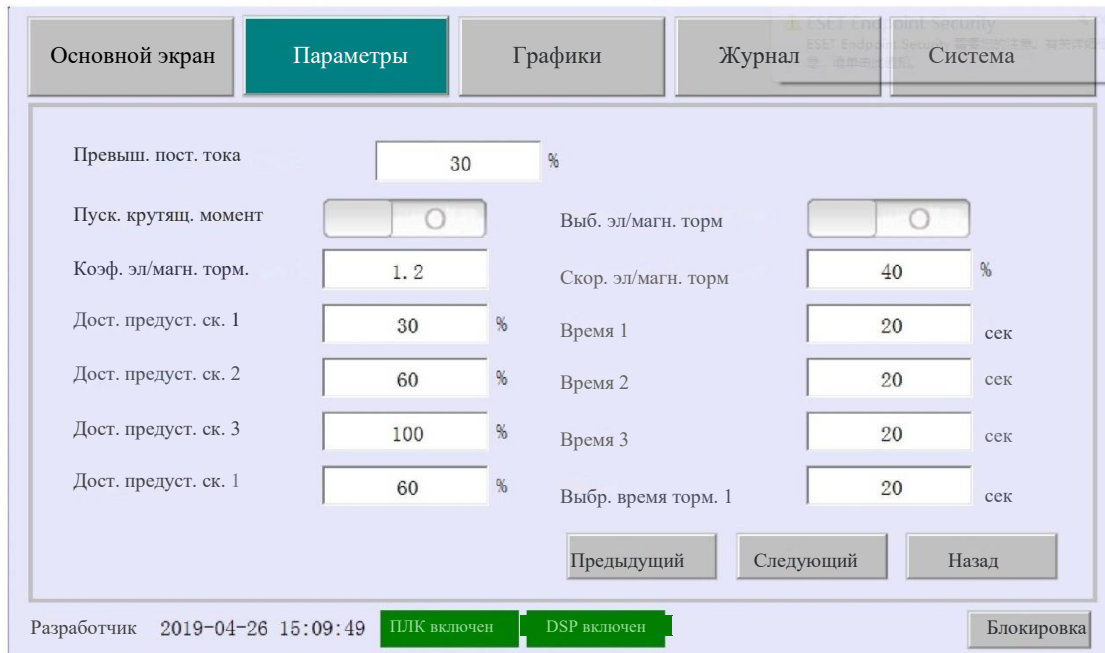 ESET Endpoint Security
Основной экран Параметры Графики Журнал Система
Превыш. пост. тока 30 %
Пуск. крутящ. момент Выб. эл/магн. торм
Коэф. эл/магн. торм. 1.2 Скор. эл/магн. торм 40 %
Дост. предуст. ск. 1 30 % Время 1 20 сек
Дост. предуст. ск. 2 60 % Время 2 20 сек
Дост. предуст. ск. 3 100 % Время 3 20 сек
Дост. предуст. ск. 1 60 % Выбр. время торм. 1 20 сек
Предыдущий Следующий Назад
Разработчик 2019-04-26 15:09:49 ПЛК включен DSP включен Блокировка